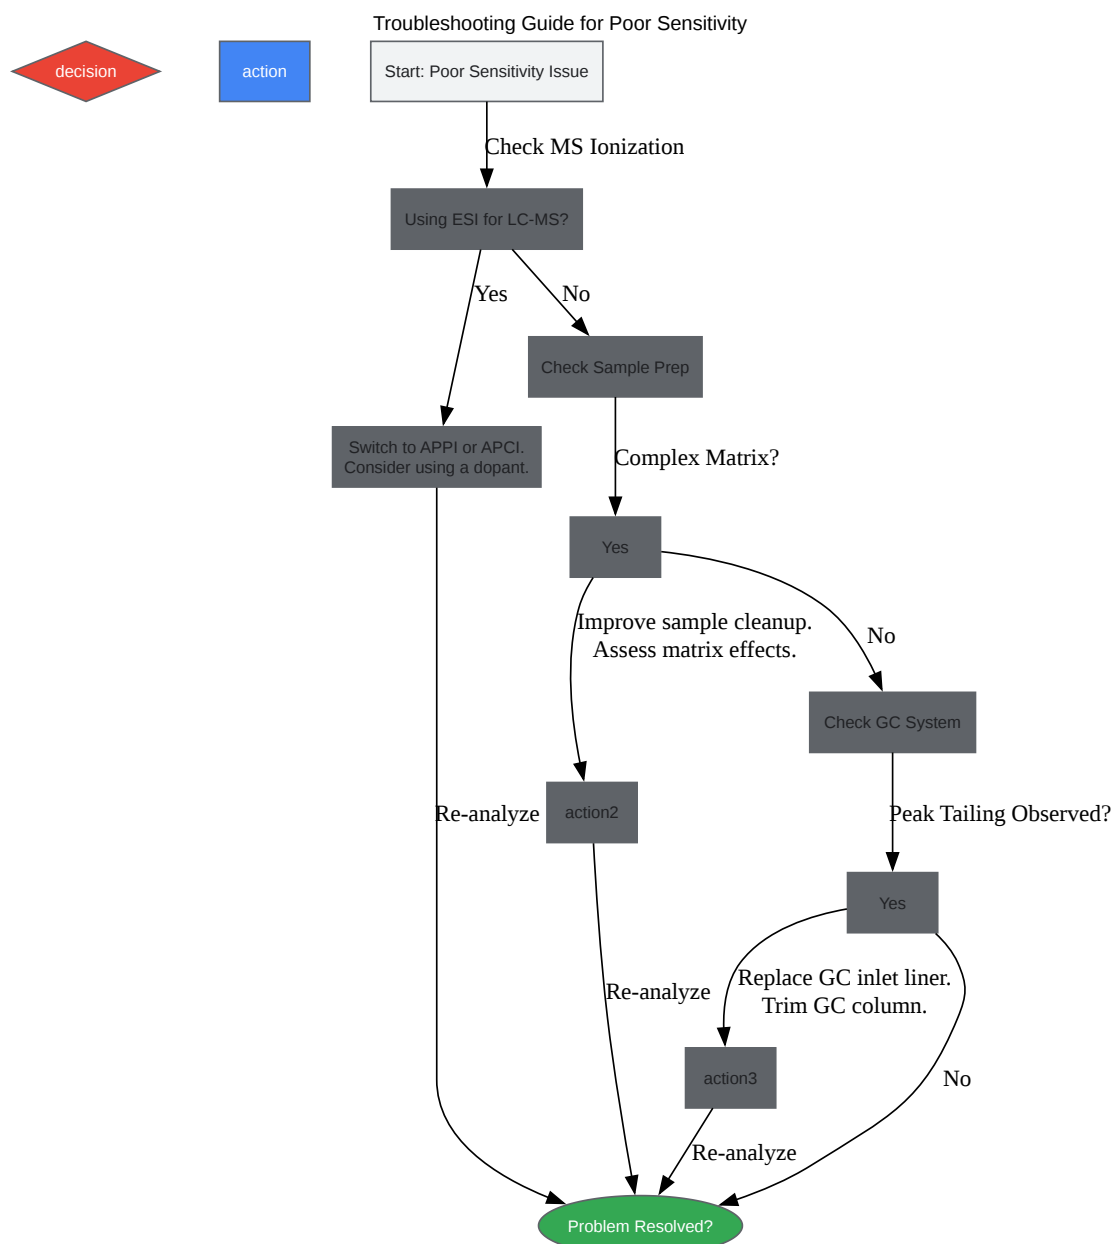 Troubleshooting Guide for Poor Sensitivity
decision
action
Start: Poor Sensitivity Issue
Check MS Ionization
Using ESI for LC-MS?
Yes
No
Check Sample Prep
Switch to APPI or APCI.
Consider using a dopant.
Complex Matrix?
Yes
Improve sample cleanup.
Assess matrix effects.
No
Check GC System
Re-analyze
action2
Peak Tailing Observed?
Yes
Re-analyze
Replace GC inlet liner.
Trim GC column.
action3
No
Re-analyze
Problem Resolved?